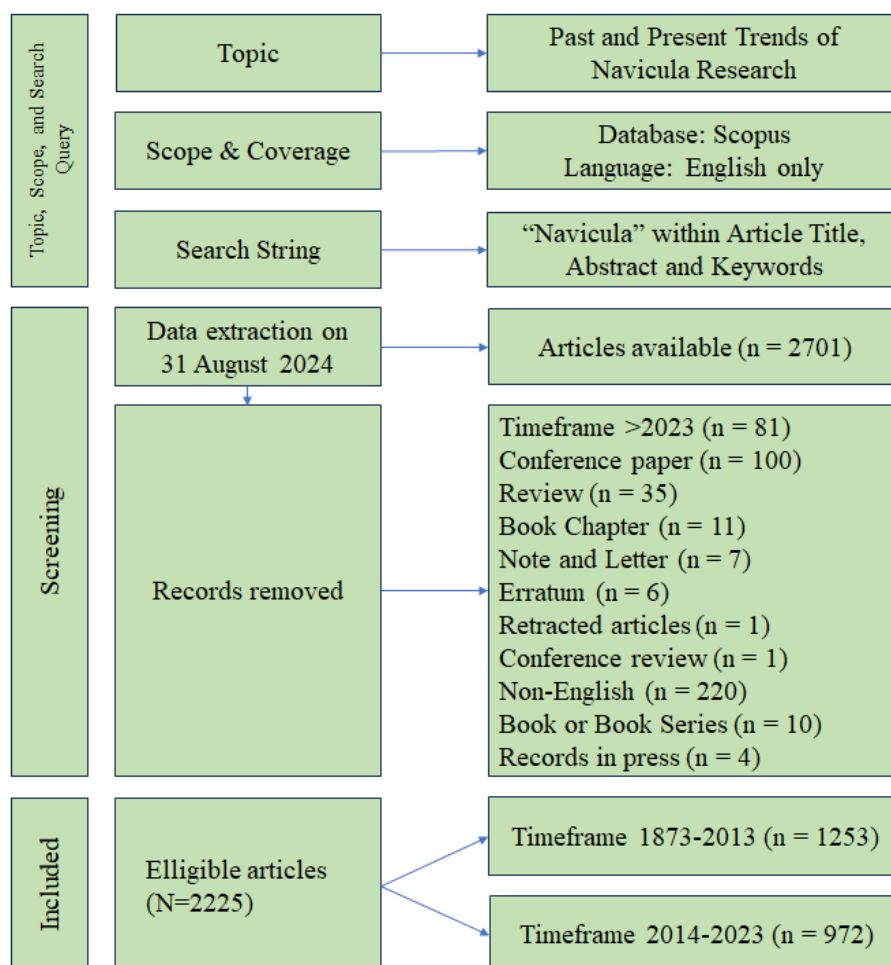 Topic, Scope, and Search
Query
Topic
Past and Present Trends of
Navicula Research
Scope & Coverage
Database: Scopus
Language: English only
Search String
“Navicula” within Article Title,
Abstract and Keywords
Screening
Data extraction on
31 August 2024
Articles available (n = 2701)
Records removed
Timeframe >2023 (n = 81)
Conference paper (n = 100)
Review (n = 35)
Book Chapter (n = 11)
Note and Letter (n = 7)
Erratum (n = 6)
Retracted articles (n = 1)
Conference review (n = 1)
Non-English (n = 220)
Book or Book Series (n = 10)
Records in press (n = 4)
Included
Elligible articles
(N=2225)
Timeframe 1873-2013 (n = 1253)
Timeframe 2014-2023 (n = 972)